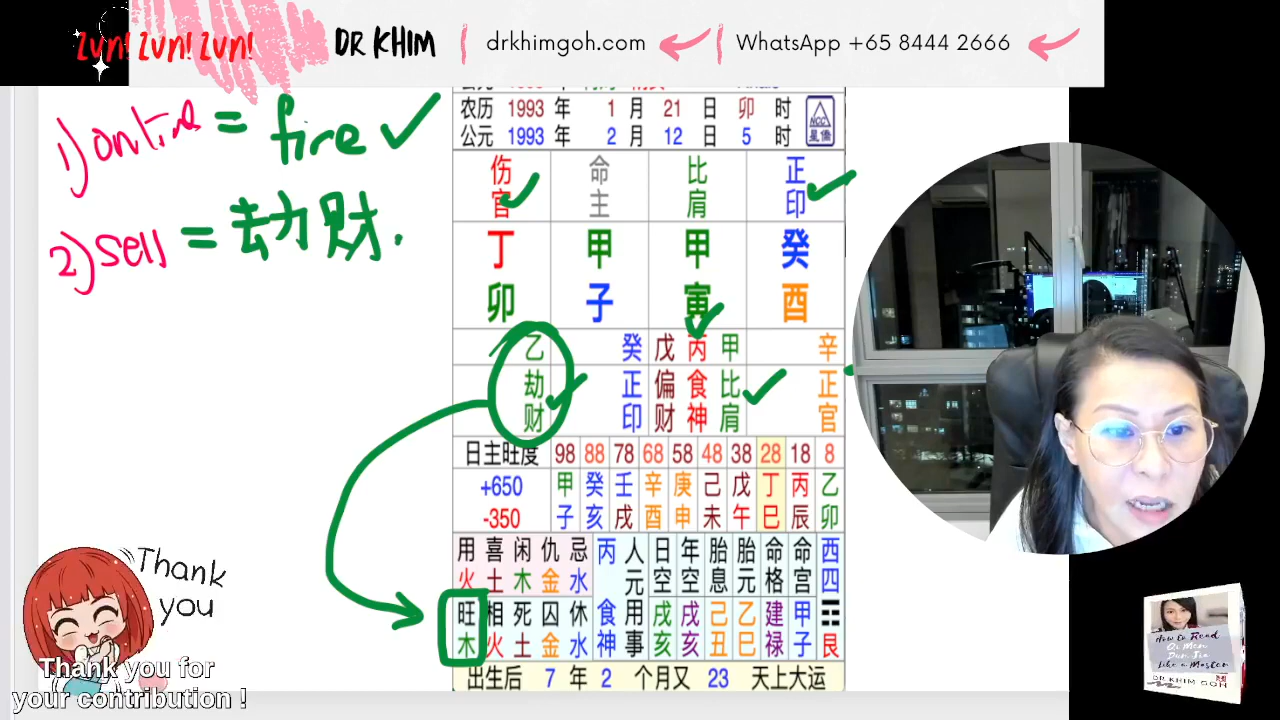 ZUN! ZUN! ZUN!
DR KHIM
drkhimgoh.com
WhatsApp +65 8444 2666
1) online = fire
2) sell = 劫财.
农历 1993 年 1 月 21 日 卯 时
公元 1993 年 2 月 12 日 5 时
NCC
星侨
伤官 命主 比肩 正印
丁 甲 甲 癸
卯 子 寅 酉
乙 癸 戊 丙 甲 辛
劫财 正印 偏财 食神 比肩 正官
日主旺度 98 88 78 68 58 48 38 28 18 8
+650 甲 癸 壬 辛 庚 己 戊 丁 丙 乙
-350 子 亥 戌 酉 申 未 午 巳 辰 卯
用 喜 闲 仇 忌 丙 人 日 年 胎 胎 命 命 西
火 土 木 金 水 元 空 空 息 元 格 宫 四
旺 相 死 囚 休 食 用 戌 戌 己 乙 建 甲
木 火 土 金 水 神 事 亥 亥 丑 巳 禄 子 艮
出生后 7 年 2 个月又 23 天上大运
Thank you
Thank you for
your contribution !
How to Read
Qi Men
Dun Jia
Like a Master
DR KHIM GOH